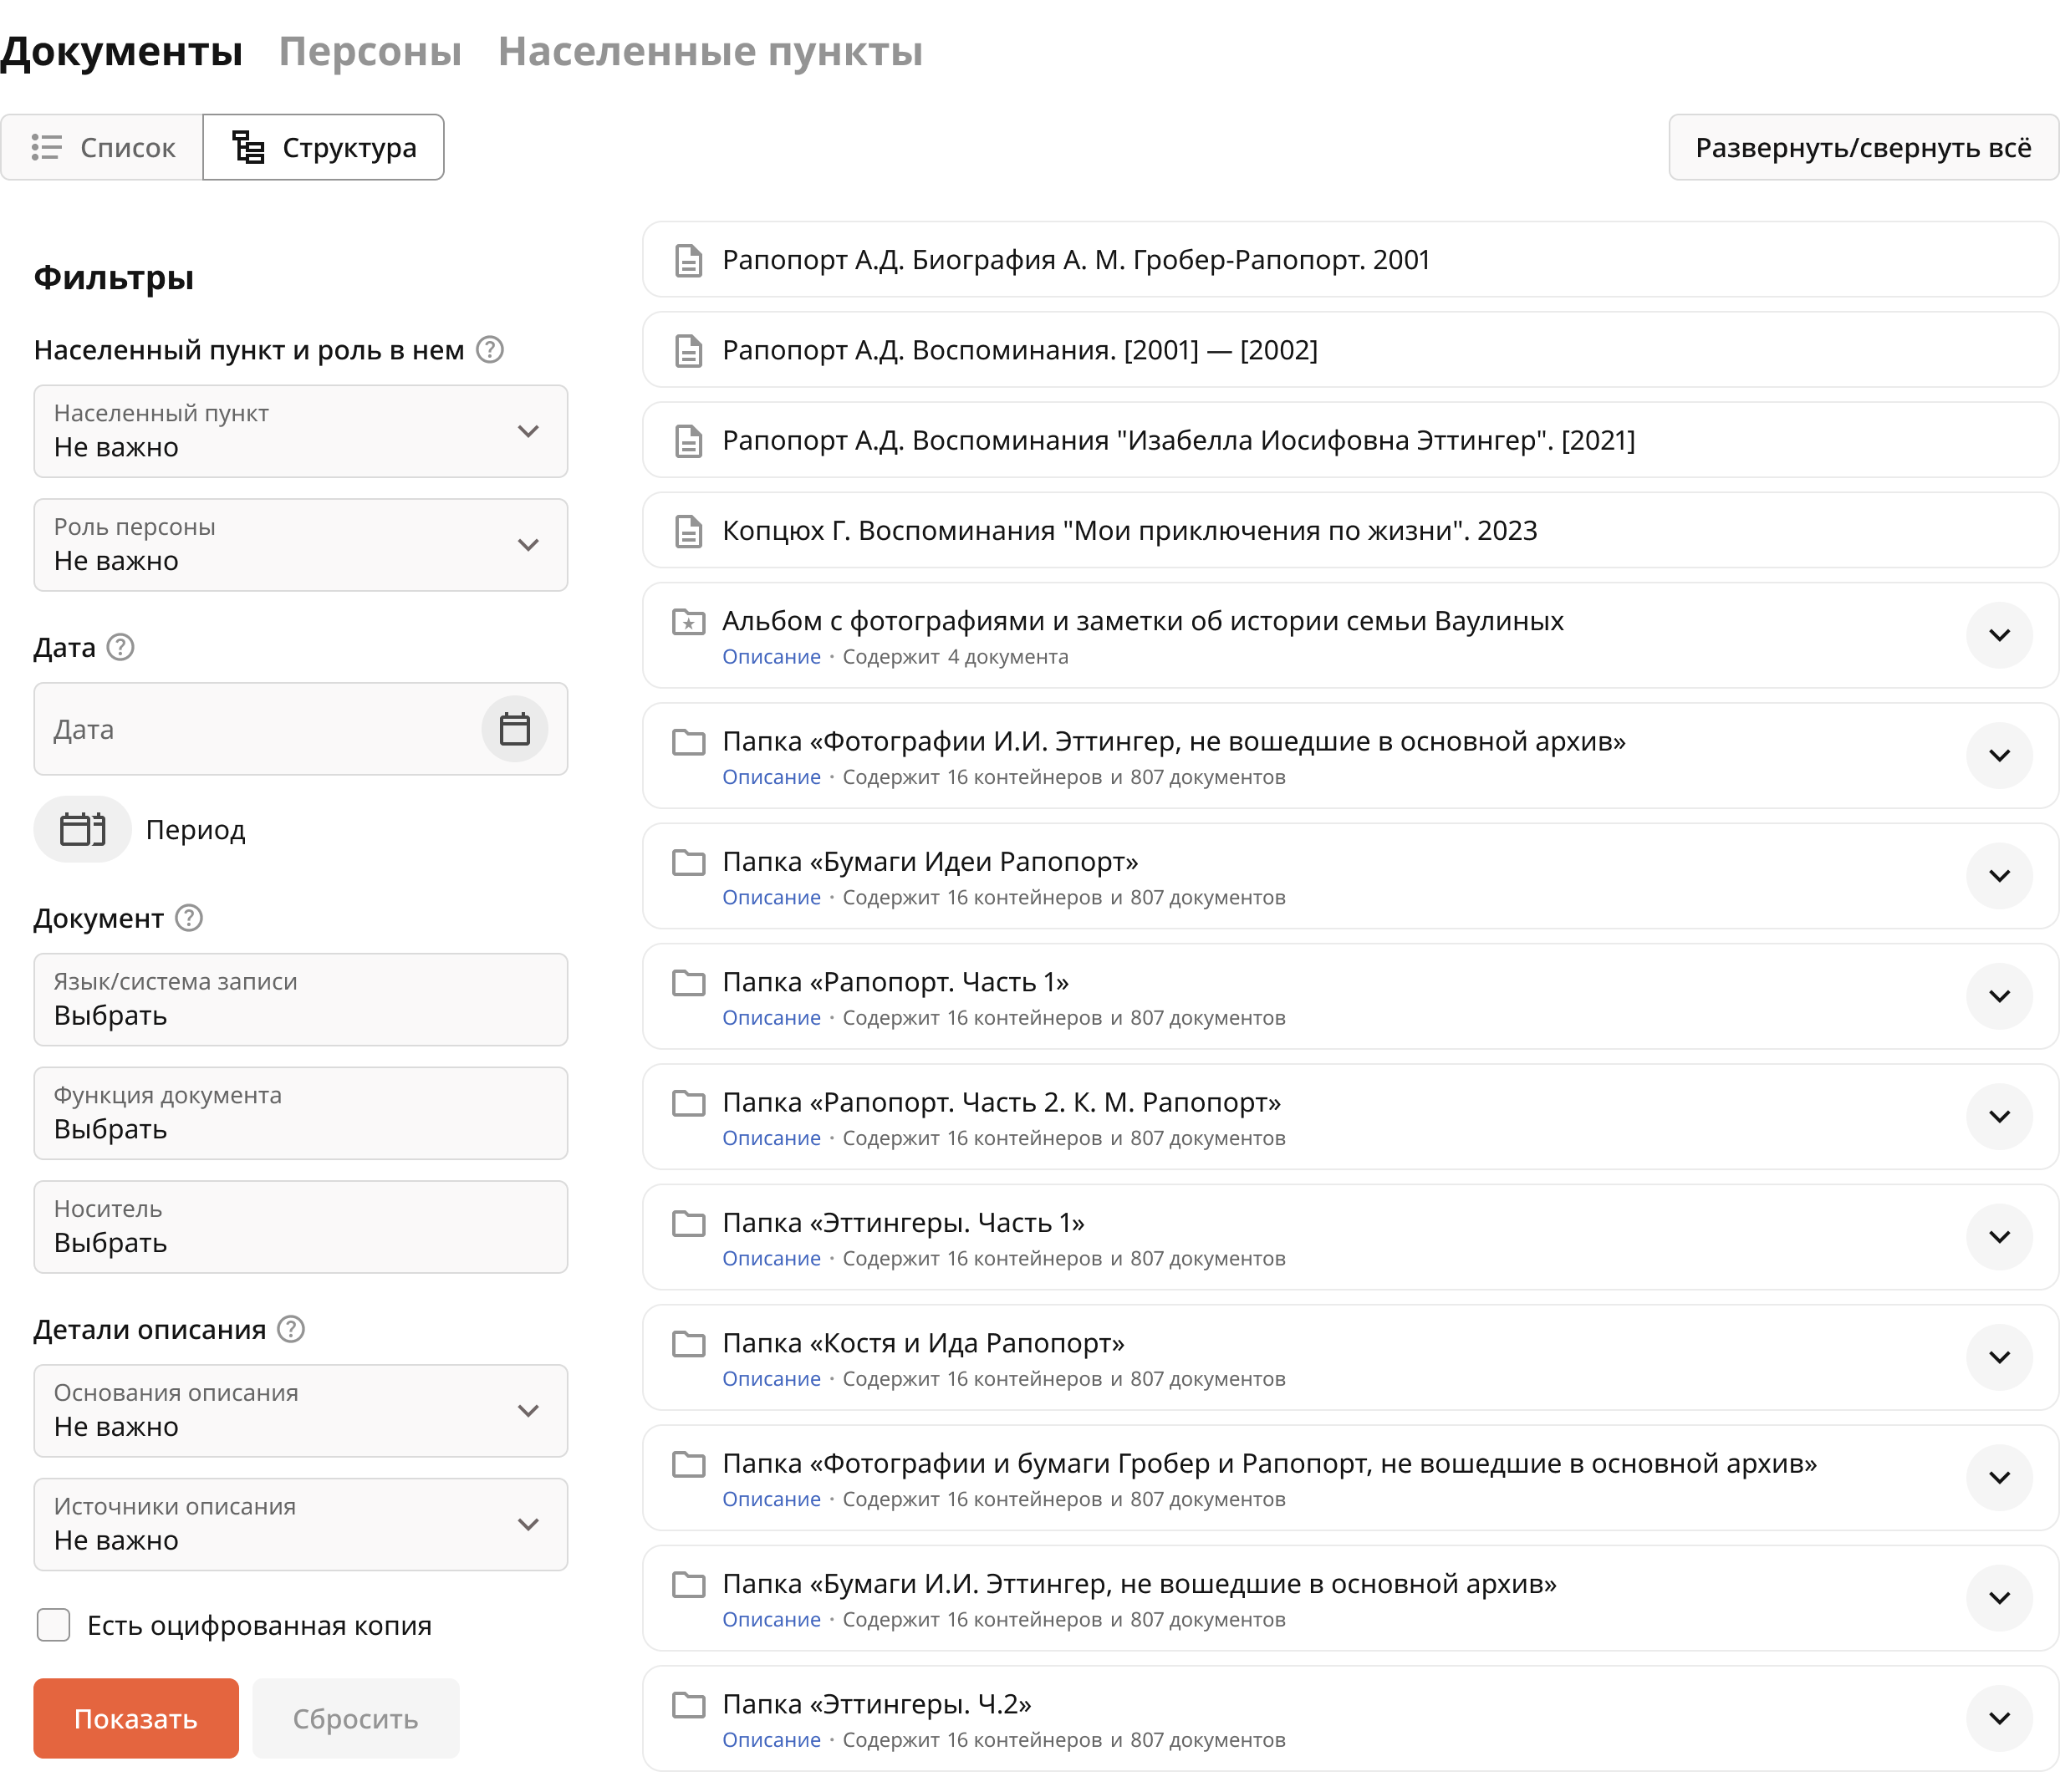 Документы Персоны Населенные пункты
Список Структура Развернуть/свернуть всё
Фильтры
Населенный пункт и роль в нем
Населенный пункт
Не важно
Роль персоны
Не важно
Дата
Дата
Период
Документ
Язык/система записи
Выбрать
Функция документа
Выбрать
Носитель
Выбрать
Детали описания
Основания описания
Не важно
Источники описания
Не важно
Есть оцифрованная копия
Показать Сбросить
Рапопорт А.Д. Биография А. М. Гробер-Рапопорт. 2001
Рапопорт А.Д. Воспоминания. [2001] — [2002]
Рапопорт А.Д. Воспоминания "Изабелла Иосифовна Эттингер". [2021]
Копцюх Г. Воспоминания "Мои приключения по жизни". 2023
Альбом с фотографиями и заметки об истории семьи Ваулиных
Описание · Содержит 4 документа
Папка «Фотографии И.И. Эттингер, не вошедшие в основной архив»
Описание · Содержит 16 контейнеров и 807 документов
Папка «Бумаги Идеи Рапопорт»
Описание · Содержит 16 контейнеров и 807 документов
Папка «Рапопорт. Часть 1»
Описание · Содержит 16 контейнеров и 807 документов
Папка «Рапопорт. Часть 2. К. М. Рапопорт»
Описание · Содержит 16 контейнеров и 807 документов
Папка «Эттингеры. Часть 1»
Описание · Содержит 16 контейнеров и 807 документов
Папка «Костя и Ида Рапопорт»
Описание · Содержит 16 контейнеров и 807 документов
Папка «Фотографии и бумаги Гробер и Рапопорт, не вошедшие в основной архив»
Описание · Содержит 16 контейнеров и 807 документов
Папка «Бумаги И.И. Эттингер, не вошедшие в основной архив»
Описание · Содержит 16 контейнеров и 807 документов
Папка «Эттингеры. Ч.2»
Описание · Содержит 16 контейнеров и 807 документов